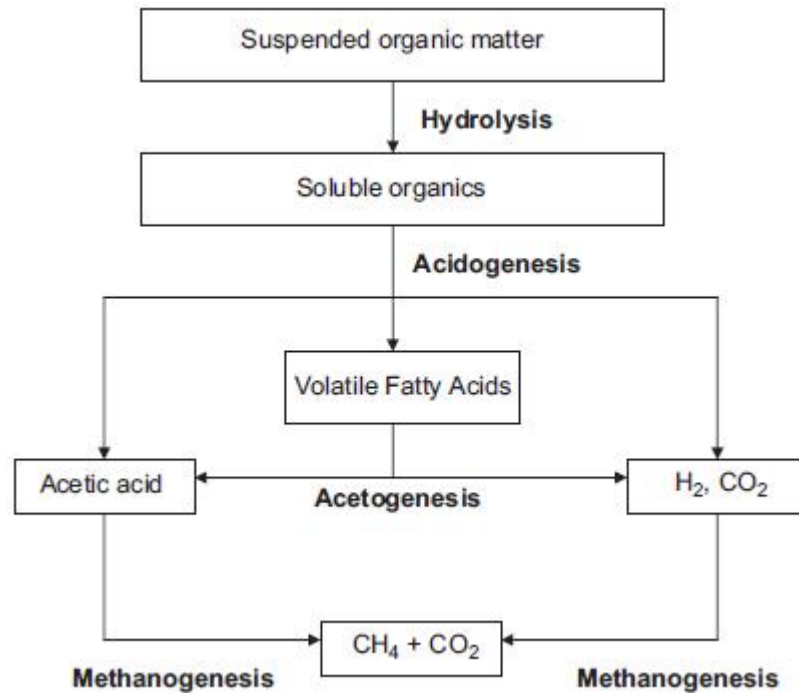 Suspended organic matter
Hydrolysis
Soluble organics
Acidogenesis
Volatile Fatty Acids
Acetic acid
H₂, CO₂
Acetogenesis
CH₄ + CO₂
Methanogenesis
Methanogenesis